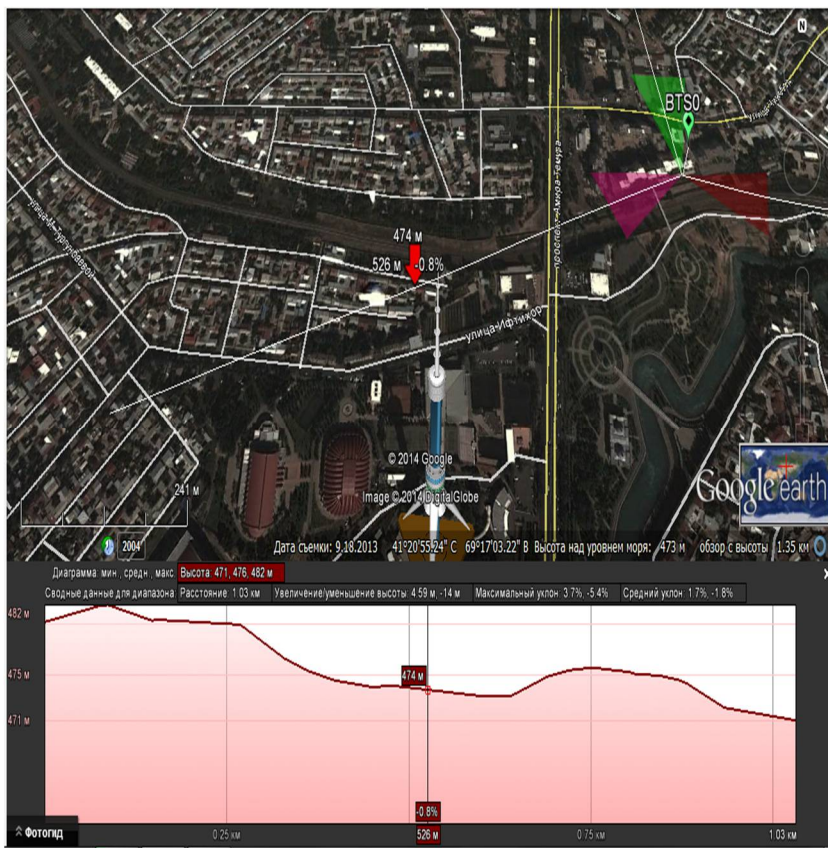 N
BTS0
проспект-Амира-Темура
474 м
526 м -0.8%
улица-Ифтихор
© 2014 Google
Image © 2014 DigitalGlobe
241 м
2004
Google earth
Дата съемки: 9.18.2013 41°20'55.24" С 69°17'03.22" В Высота над уровнем моря: 473 м обзор с высоты 1.35 км
Диаграмма: мин., средн., макс. Высота: 471, 476, 482 м
Сводные данные для диапазона Расстояние: 1.03 км Увеличение/уменьшение высоты: 4.59 м, -14 м Максимальный уклон: 3.7%, -5.4% Средний уклон: 1.7%, -1.8%
482 м
475 м
474 м
471 м
-0.8%
Фотогид
0.25 км
526 м
0.75 км
1.03 км